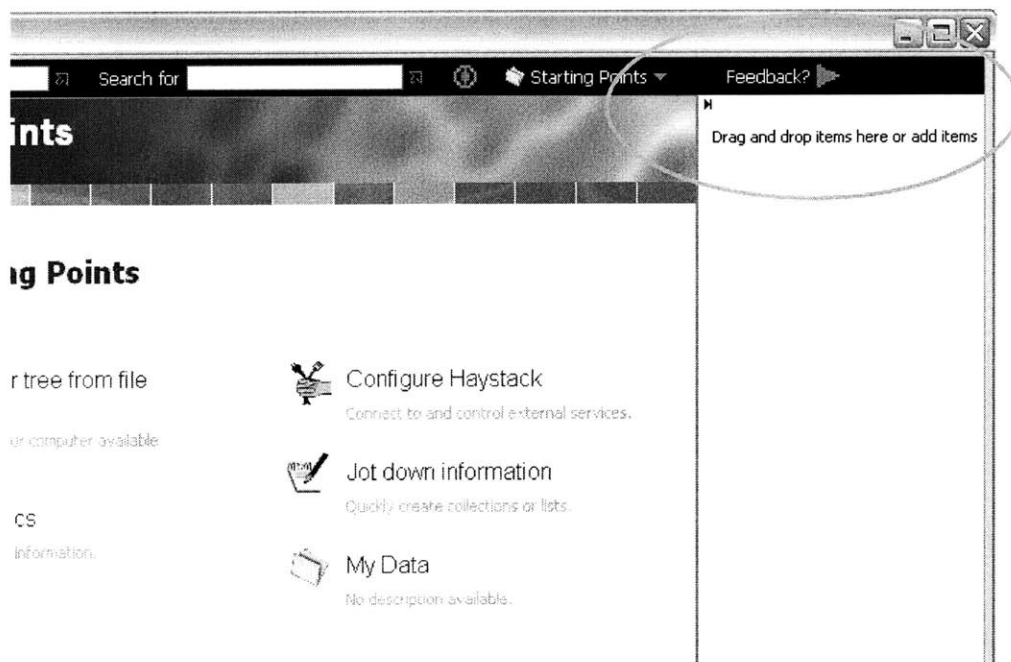 Search for
Starting Points
Feedback?
ints
Drag and drop items here or add items
ng Points
r tree from file
or computer available
cs
information.
Configure Haystack
Connect to and control external services.
Jot down information
Quickly create collections or lists.
My Data
No description available.